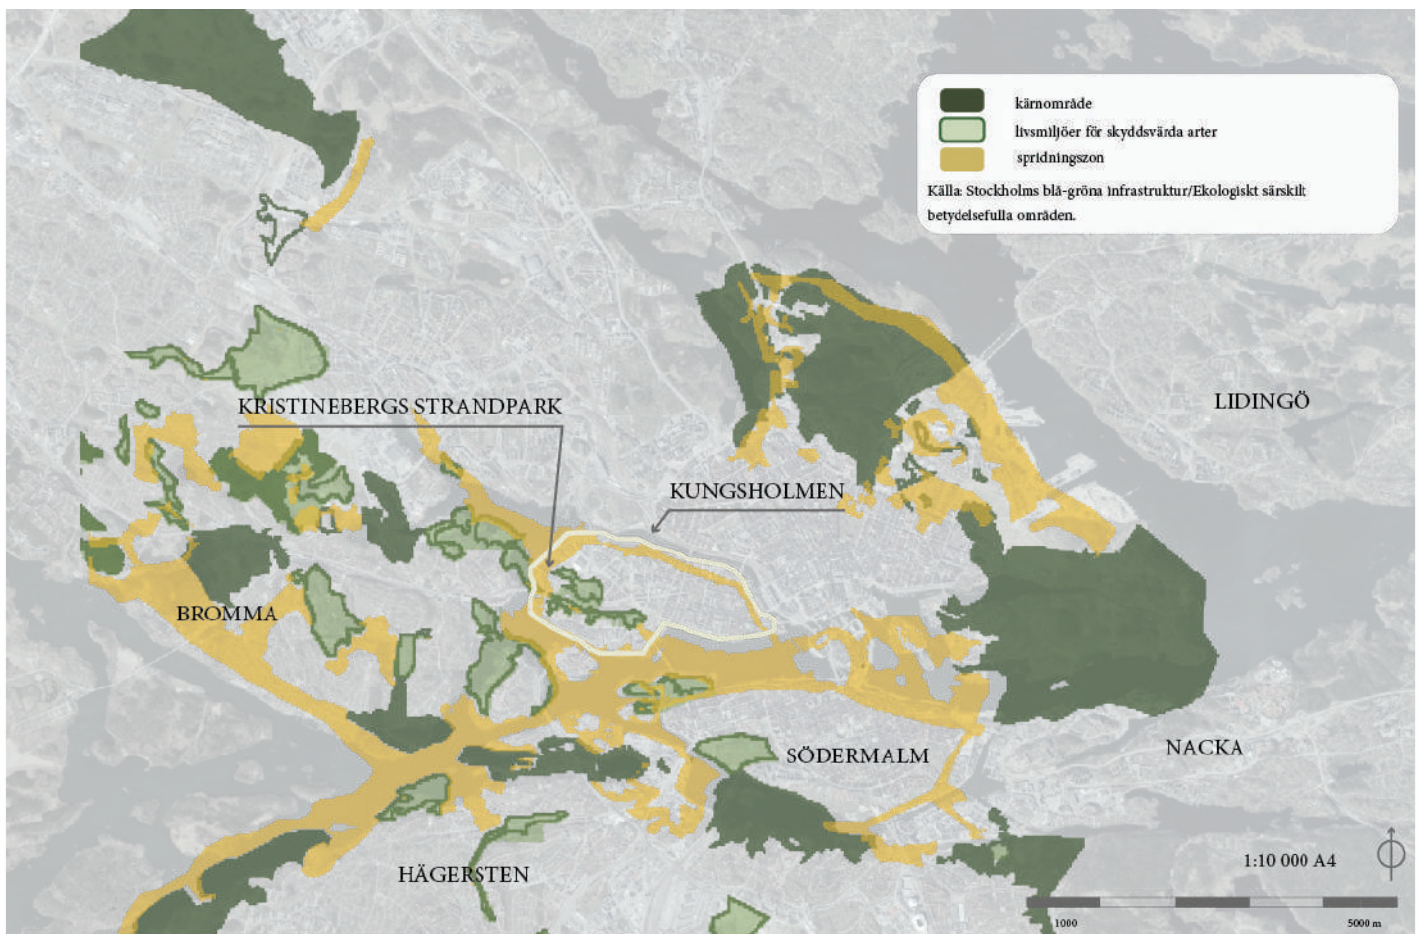 kärnområde
livsmiljöer för skyddsvärda arter
spridningszon
Källa: Stockholms blå-gröna infrastruktur/Ekologiskt särskilt
betydelsefulla områden.
LIDINGÖ
KRISTINEBERGS STRANDPARK
KUNGSHOLMEN
BROMMA
SÖDERMALM
NACKA
HÄGERSTEN
1:10 000 A4
1000
5000 m